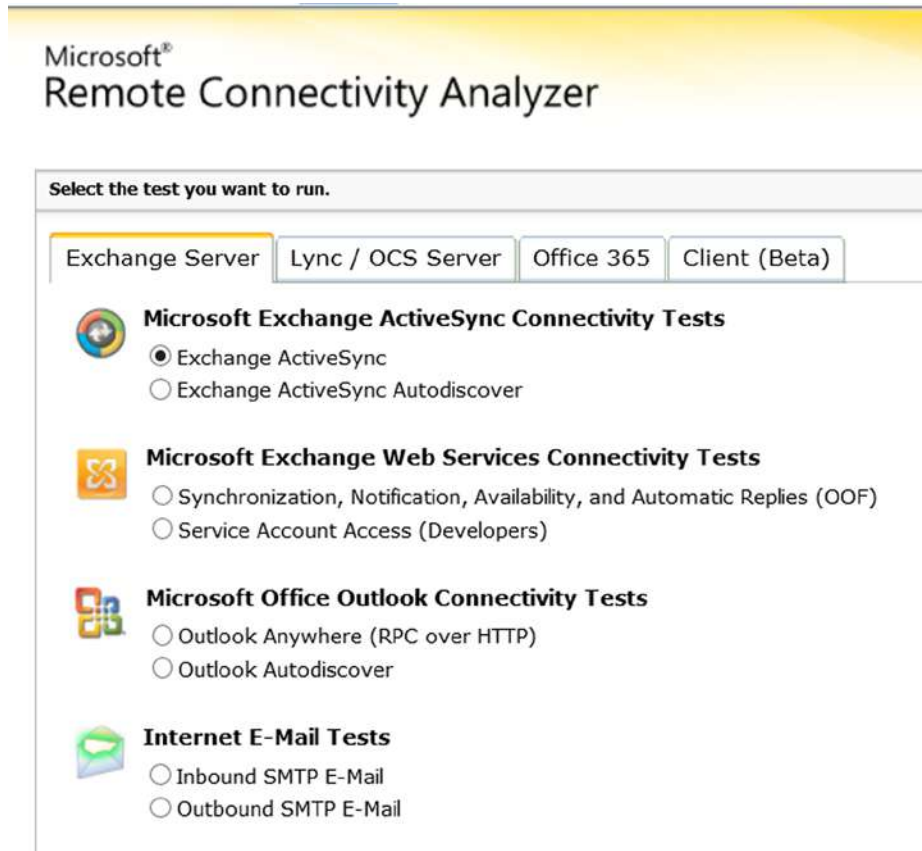 Microsoft®
Remote Connectivity Analyzer
Select the test you want to run.
Exchange Server
Lync / OCS Server
Office 365
Client (Beta)
Microsoft Exchange ActiveSync Connectivity Tests
Exchange ActiveSync
Exchange ActiveSync Autodiscover
Microsoft Exchange Web Services Connectivity Tests
Synchronization, Notification, Availability, and Automatic Replies (OOF)
Service Account Access (Developers)
Microsoft Office Outlook Connectivity Tests
Outlook Anywhere (RPC over HTTP)
Outlook Autodiscover
Internet E-Mail Tests
Inbound SMTP E-Mail
Outbound SMTP E-Mail